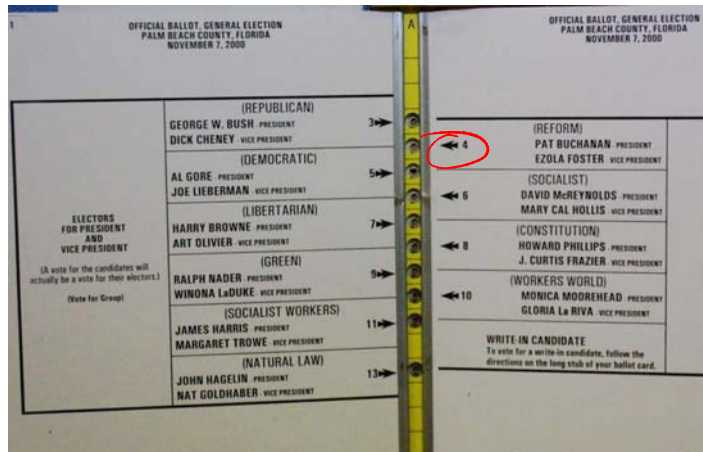 1
OFFICIAL BALLOT, GENERAL ELECTION
PALM BEACH COUNTY, FLORIDA
NOVEMBER 7, 2000
ELECTORS
FOR PRESIDENT
AND
VICE PRESIDENT
(A vote for the candidates will
actually be a vote for their electors.)
(Vote for Group)
(REPUBLICAN)
GEORGE W. BUSH - PRESIDENT
DICK CHENEY - VICE PRESIDENT
3
(DEMOCRATIC)
AL GORE - PRESIDENT
JOE LIEBERMAN - VICE PRESIDENT
5
(LIBERTARIAN)
HARRY BROWNE - PRESIDENT
ART OLIVIER - VICE PRESIDENT
7
(GREEN)
RALPH NADER - PRESIDENT
WINONA LaDUKE - VICE PRESIDENT
9
(SOCIALIST WORKERS)
JAMES HARRIS - PRESIDENT
MARGARET TROWE - VICE PRESIDENT
11
(NATURAL LAW)
JOHN HAGELIN - PRESIDENT
NAT GOLDHABER - VICE PRESIDENT
13
A
OFFICIAL BALLOT, GENERAL ELECTION
PALM BEACH COUNTY, FLORIDA
NOVEMBER 7, 2000
(REFORM)
4 PAT BUCHANAN - PRESIDENT
EZOLA FOSTER - VICE PRESIDENT
(SOCIALIST)
6 DAVID McREYNOLDS - PRESIDENT
MARY CAL HOLLIS - VICE PRESIDENT
(CONSTITUTION)
8 HOWARD PHILLIPS - PRESIDENT
J. CURTIS FRAZIER - VICE PRESIDENT
(WORKERS WORLD)
10 MONICA MOOREHEAD - PRESIDENT
GLORIA La RIVA - VICE PRESIDENT
WRITE-IN CANDIDATE
To vote for a write-in candidate, follow the
directions on the long stub of your ballot card.